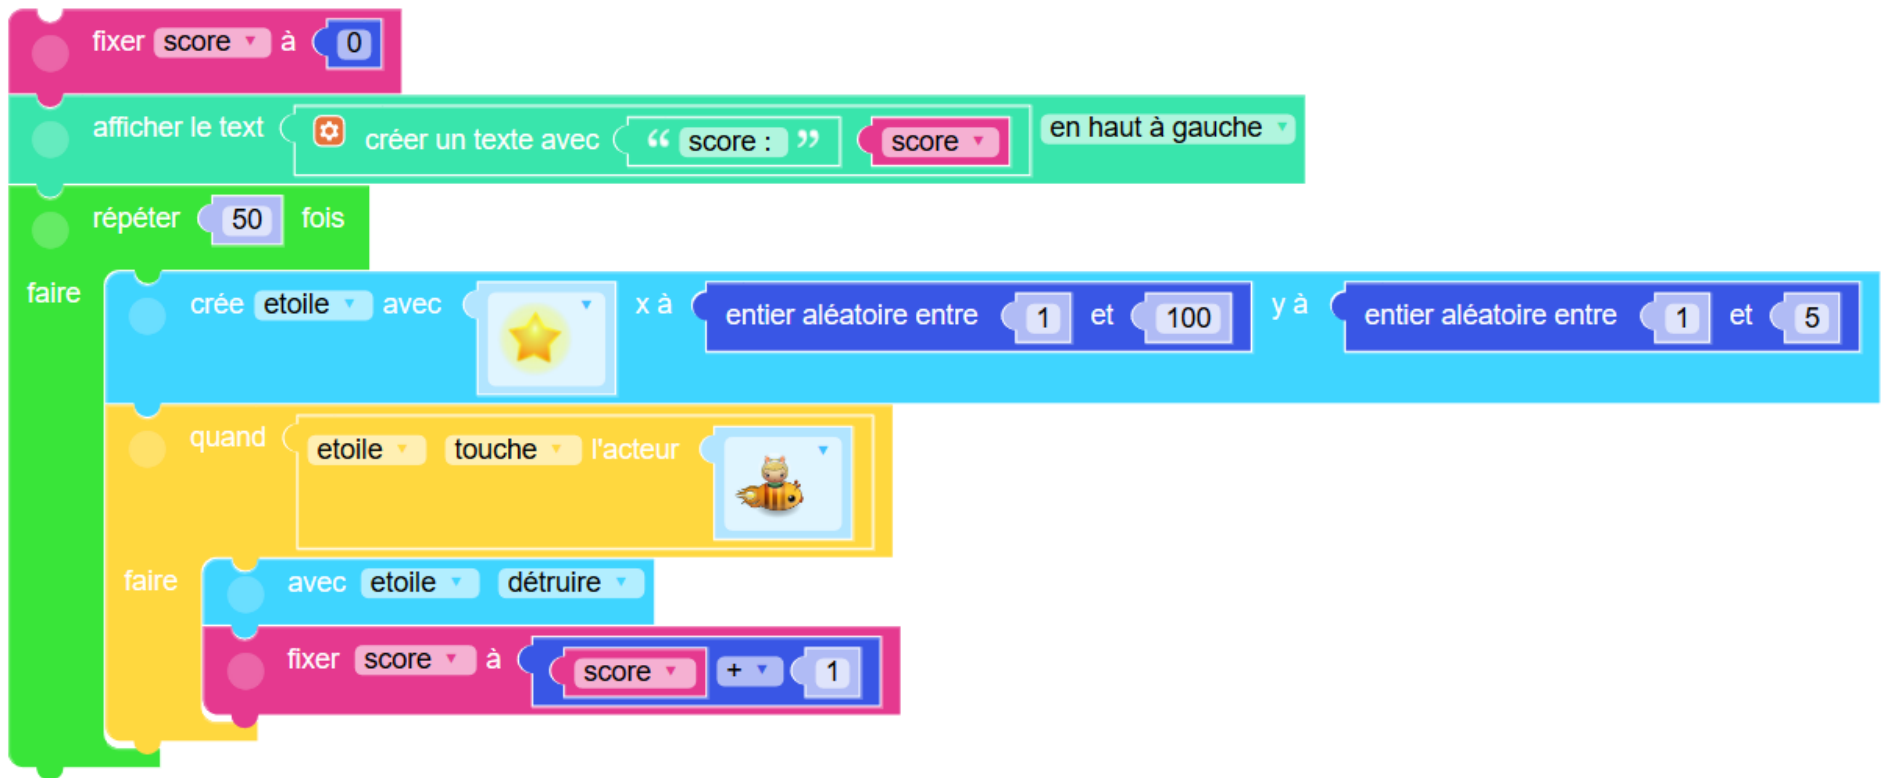 fixer score à 0
afficher le text créer un texte avec “ score : ” score en haut à gauche
répéter 50 fois
faire crée etoile avec x à entier aléatoire entre 1 et 100 y à entier aléatoire entre 1 et 5
quand etoile touche l'acteur
faire avec etoile détruire
fixer score à score + 1